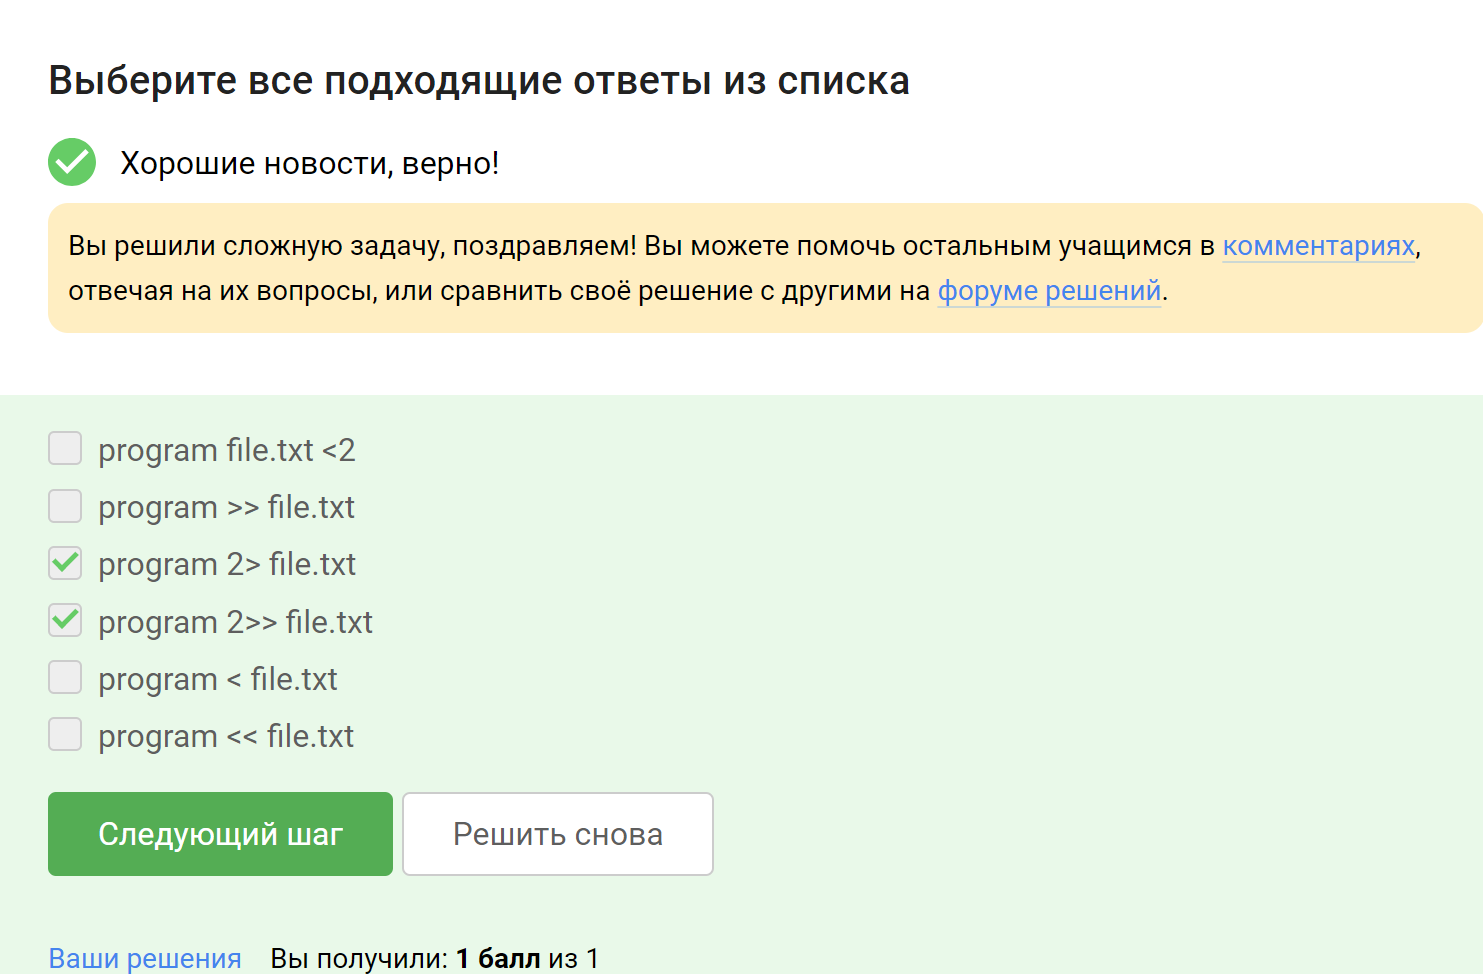 Выберите все подходящие ответы из списка
Хорошие новости, верно!
Вы решили сложную задачу, поздравляем! Вы можете помочь остальным учащимся в комментариях,
отвечая на их вопросы, или сравнить своё решение с другими на форуме решений.
program file.txt <2
program >> file.txt
program 2> file.txt
program 2>> file.txt
program < file.txt
program << file.txt
Следующий шаг Решить снова
Ваши решения Вы получили: 1 балл из 1